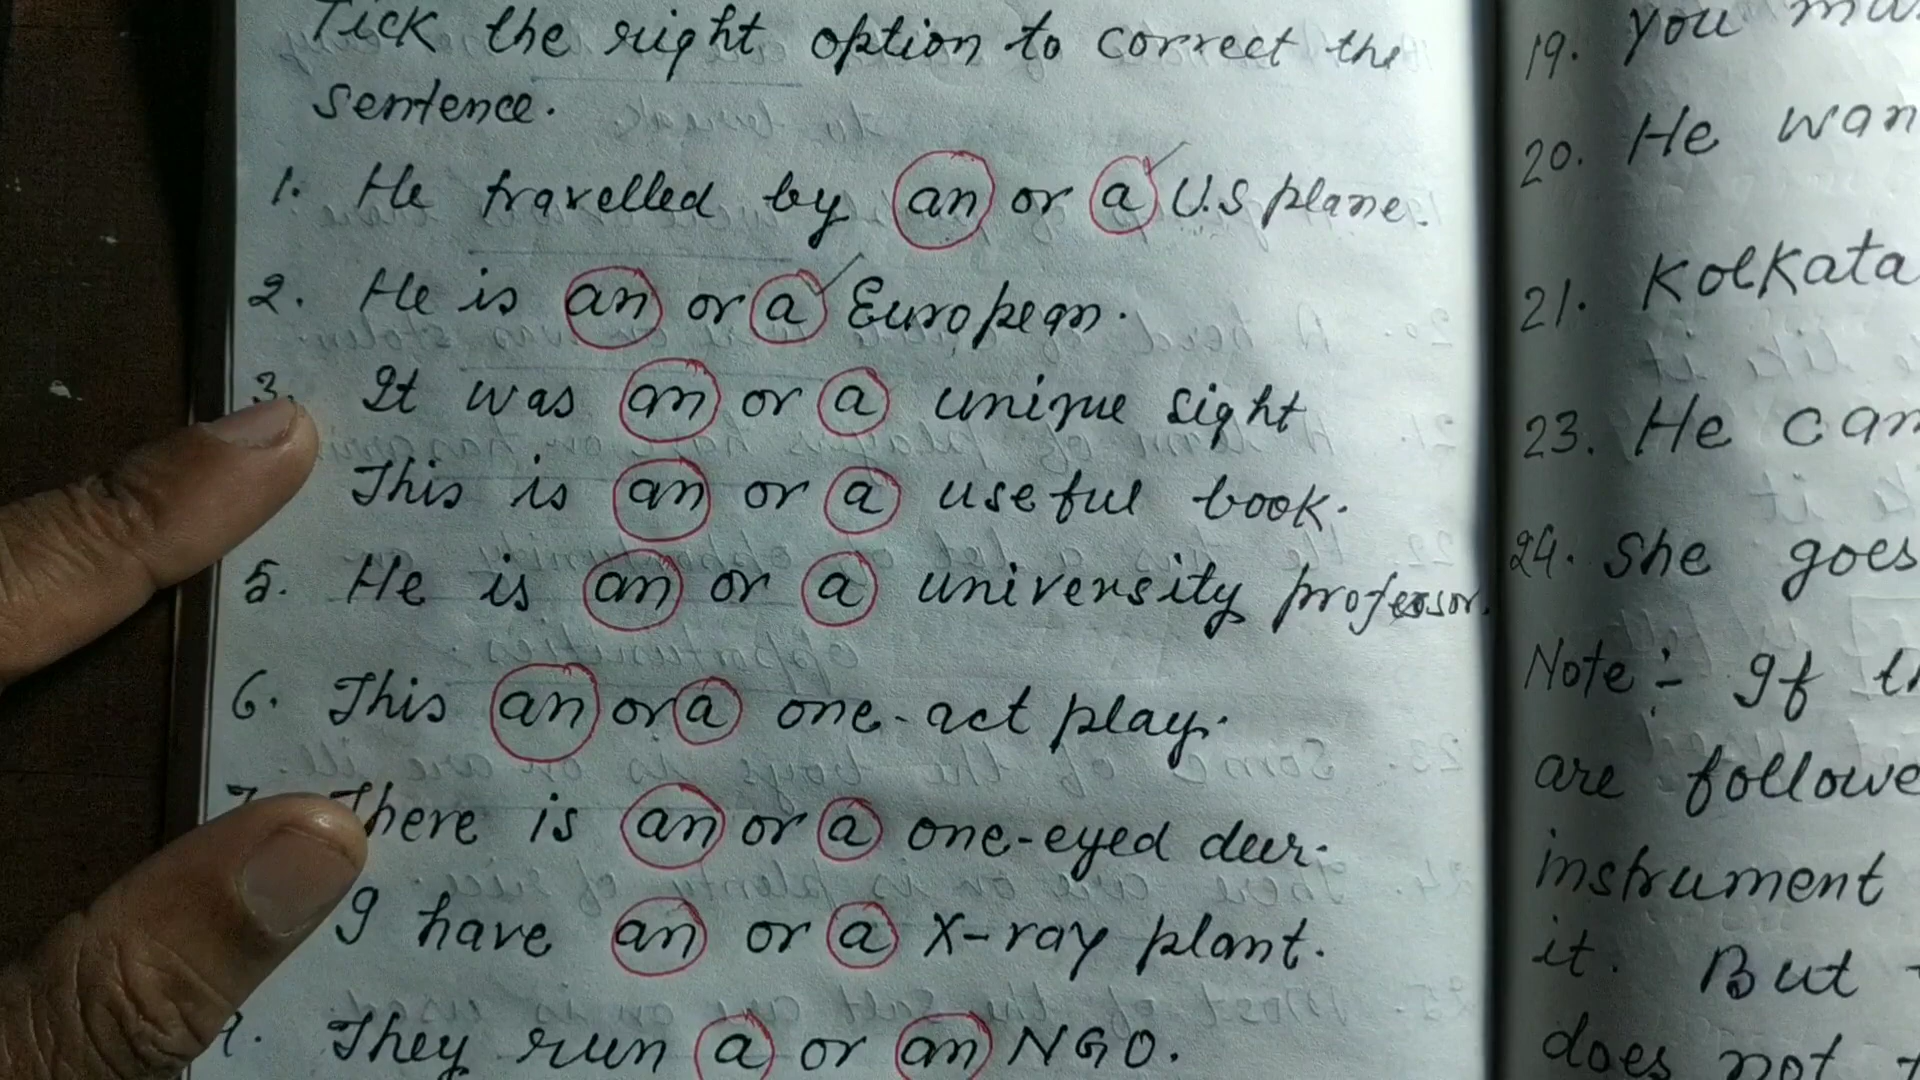 Tick the right option to correct the
sentence.
1. He travelled by an or a U.S plane.
2. He is an or a European.
3. It was an or a unique sight
This is an or a useful book.
5. He is an or a university professor.
6. This an or a one-act play.
7. There is an or a one-eyed deer.
I have an or a X-ray plant.
9. They run a or an NGO.
19. You
20. He
21. Kolkata
23. He can
24. She goes
Note :- If
are
instrument
it. But
does not